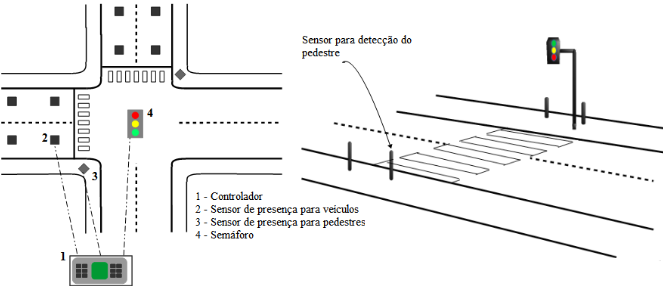 4
2
3
1
1 - Controlador
2 - Sensor de presença para veículos
3 - Sensor de presença para pedestres
4 - Semáforo
Sensor para detecção do
pedestre